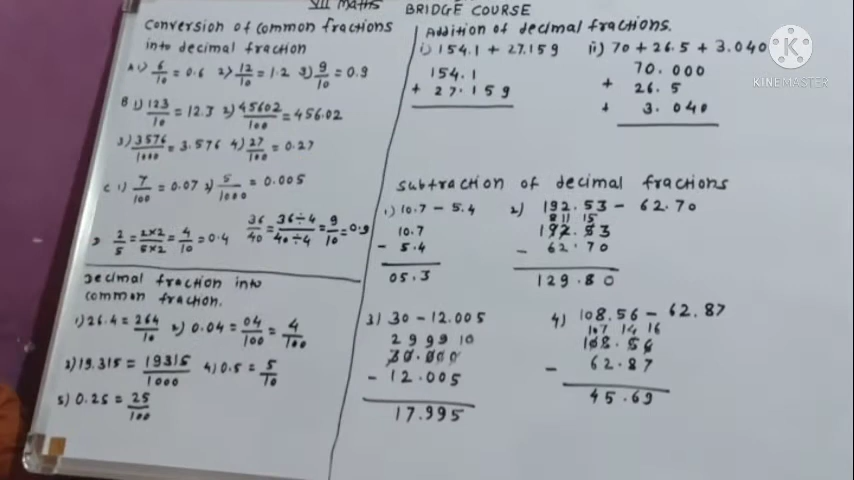 VII Maths BRIDGE COURSE
Conversion of common fractions
into decimal fraction
A 1) 6/10 = 0.6 2) 12/10 = 1.2 3) 9/10 = 0.9
B 1) 123/10 = 12.3 2) 45602/100 = 456.02
3) 3576/1000 = 3.576 4) 27/100 = 0.27
C 1) 7/100 = 0.07 2) 5/1000 = 0.005
2/5 = 2×2/5×2 = 4/10 = 0.4 36/40 = 36÷4/40÷4 = 9/10 = 0.9
Decimal fraction into
common fraction.
1) 26.4 = 264/10 2) 0.04 = 04/100 = 4/100
3) 19.315 = 19315/1000 4) 0.5 = 5/10
5) 0.25 = 25/100
Addition of decimal fractions.
i) 154.1 + 27.159 ii) 70 + 26.5 + 3.040
154.1 70.000
+ 27.159 + 26.5
+ 3.040
Subtraction of decimal fractions
1) 10.7 - 5.4 2) 192.53 - 62.70
8 11 15
10.7 192.53
- 5.4 - 62.70
05.3 129.80
3) 30 - 12.005 4) 108.56 - 62.87
2 9 9 9 10 107 14 16
30.000 108.56
- 12.005 - 62.87
17.995 45.69
KINEMASTER